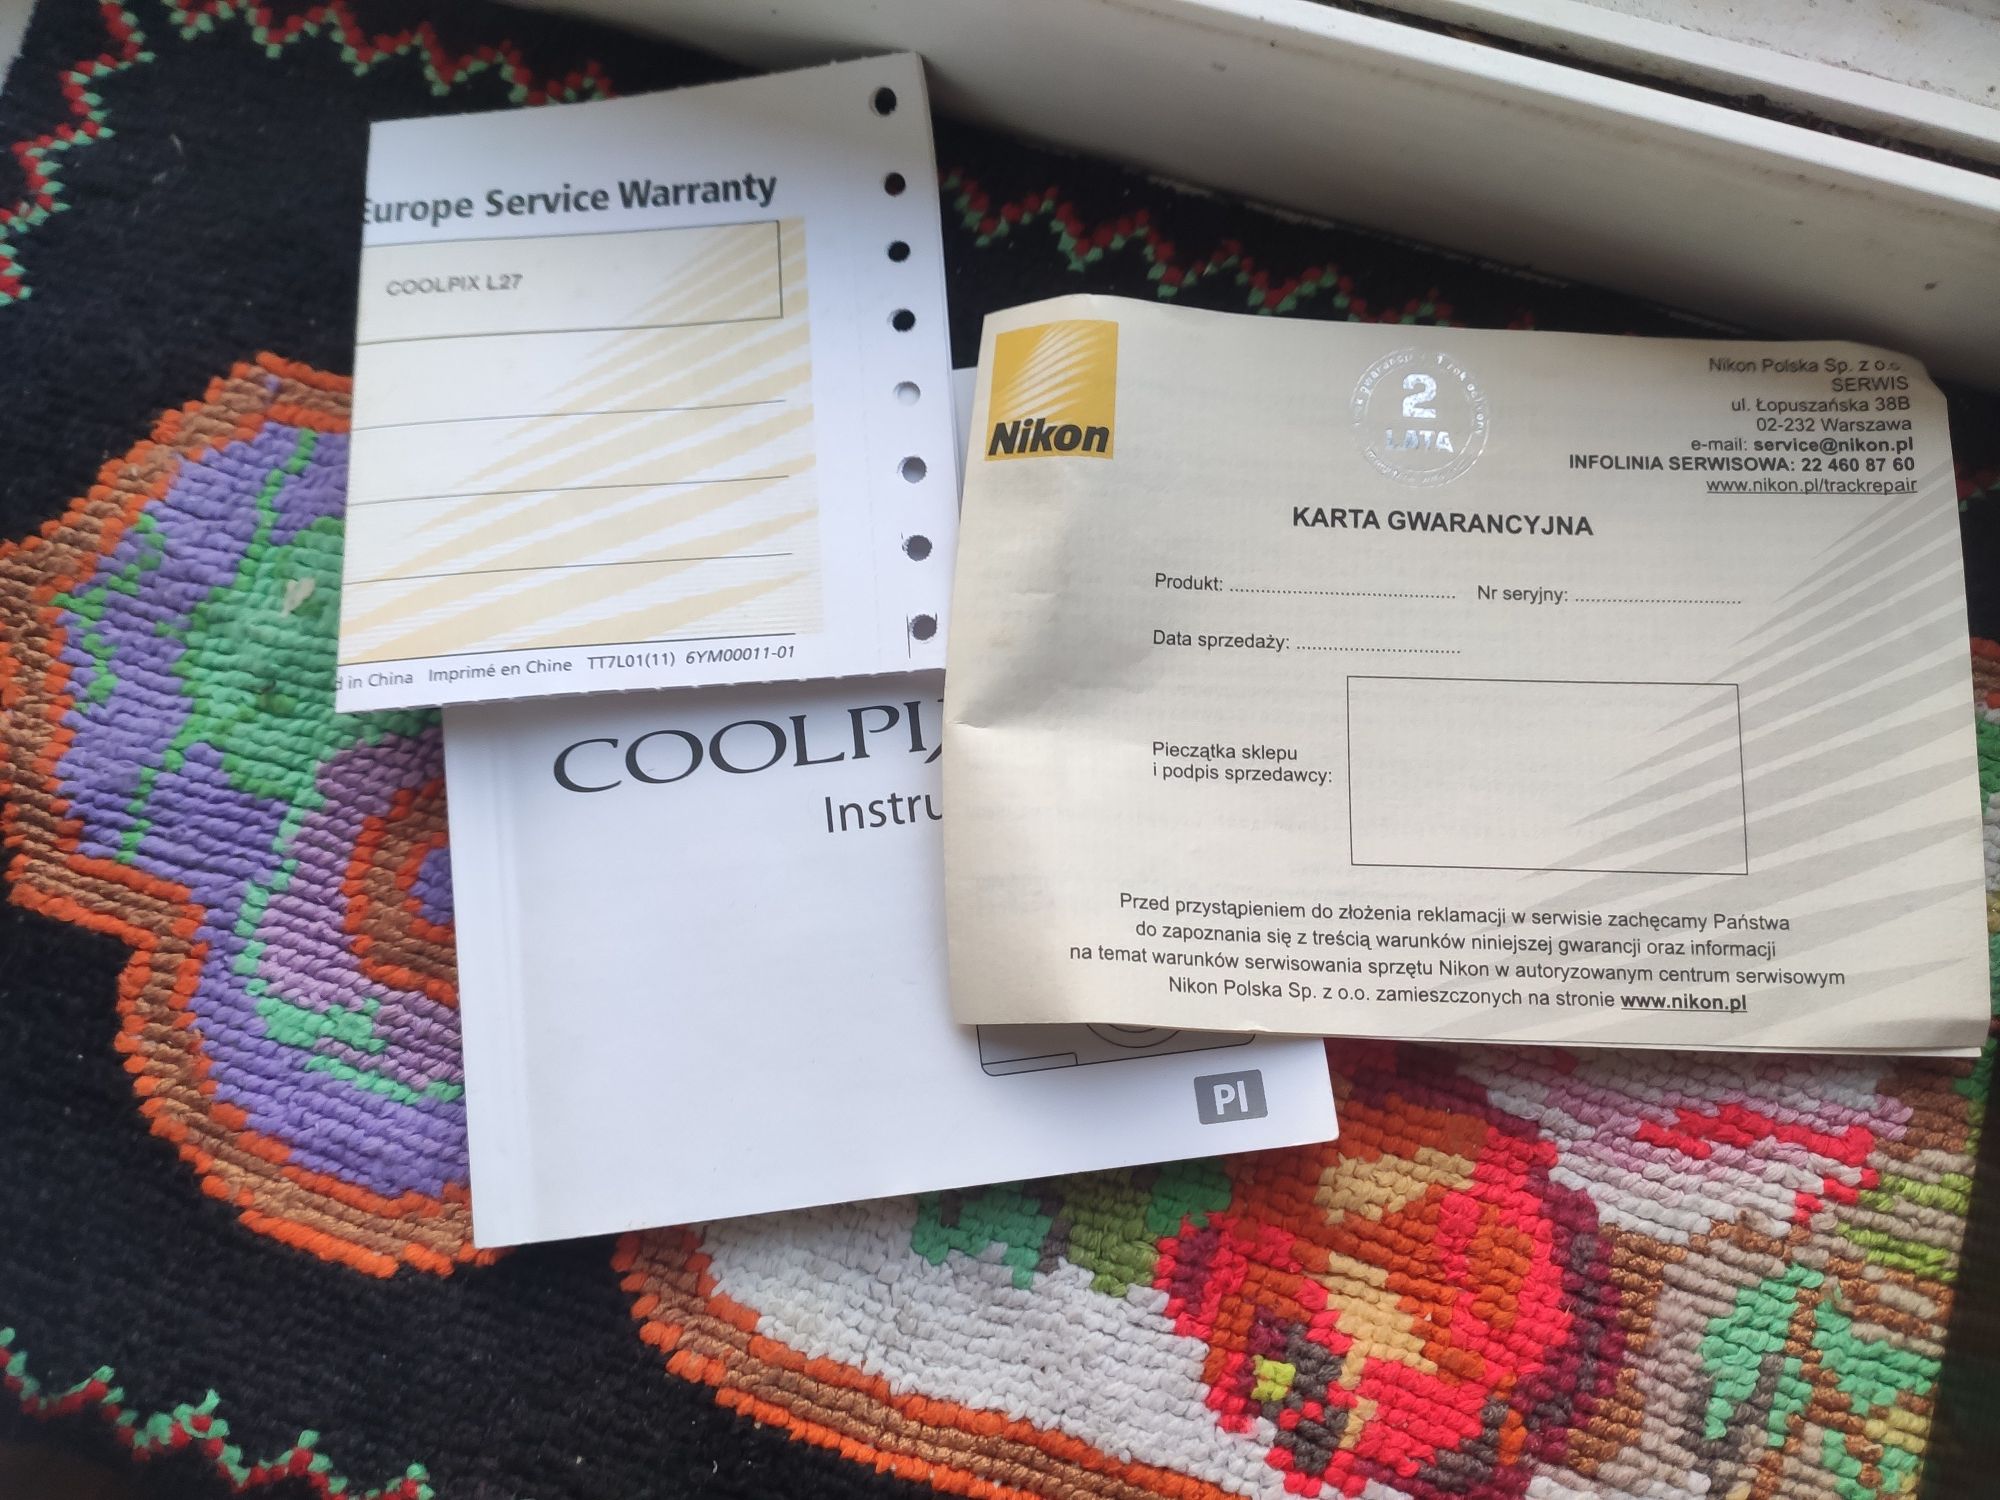 Europe Service Warranty
COOLPIX L27
in China Imprimé en Chine TT7L01(11) 6YM00011-01
COOLPIX
Instru
Pl
Nikon
2
LATA
Nikon Polska Sp. z o.o.
SERWIS
ul. Łopuszańska 38B
02-232 Warszawa
e-mail: service@nikon.pl
INFOLINIA SERWISOWA: 22 460 87 60
www.nikon.pl/trackrepair
KARTA GWARANCYJNA
Produkt: ........................................ Nr seryjny: ..............................
Data sprzedaży: ..............................
Pieczątka sklepu
i podpis sprzedawcy:
Przed przystąpieniem do złożenia reklamacji w serwisie zachęcamy Państwa
do zapoznania się z treścią warunków niniejszej gwarancji oraz informacji
na temat warunków serwisowania sprzętu Nikon w autoryzowanym centrum serwisowym
Nikon Polska Sp. z o.o. zamieszczonych na stronie www.nikon.pl